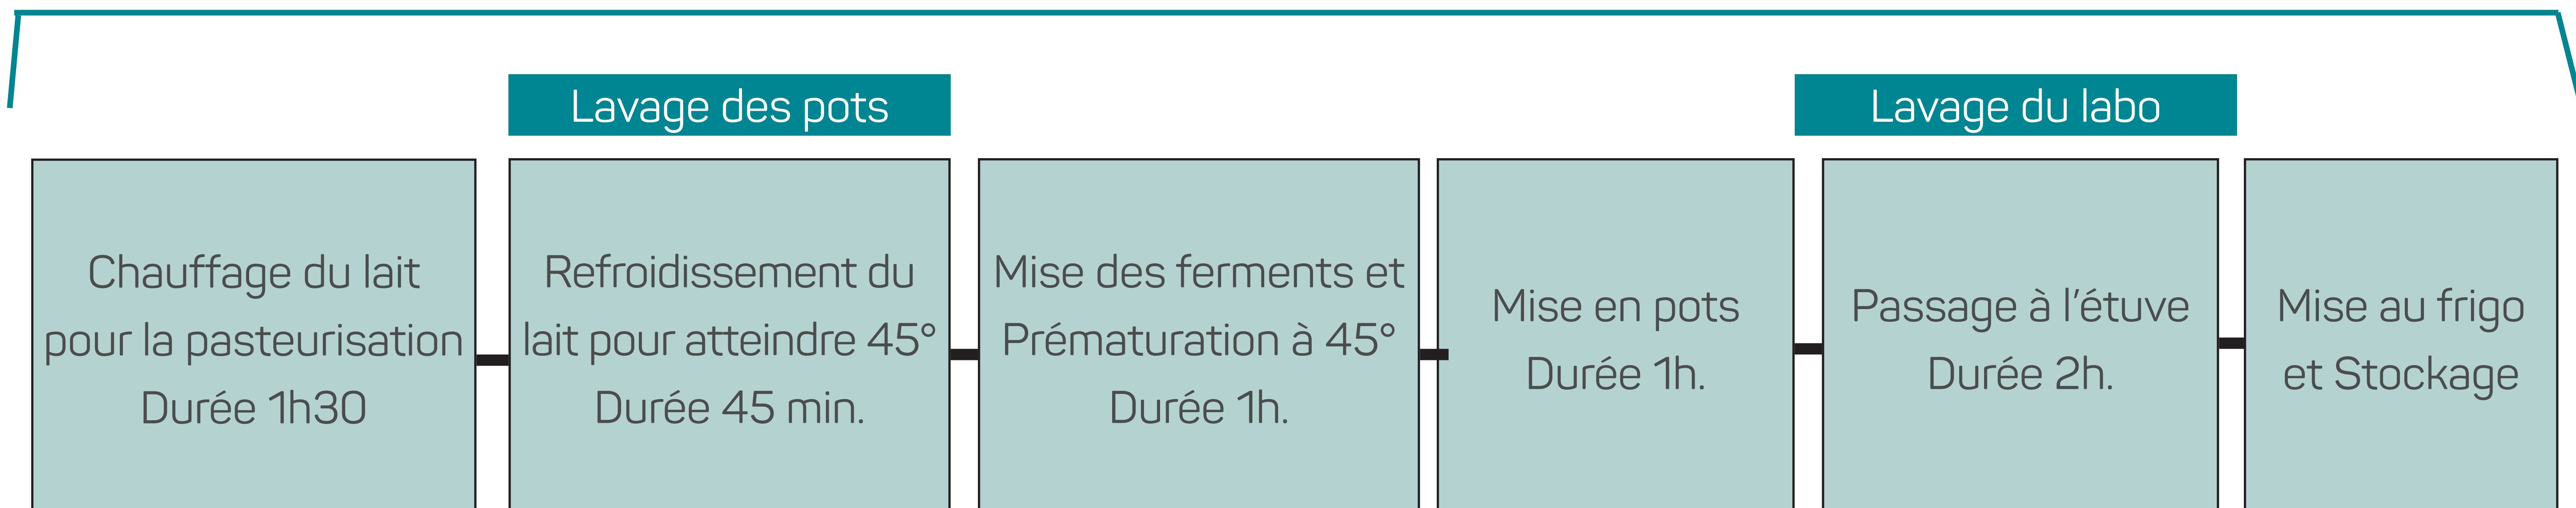 Lavage des pots
Lavage du labo
Chauffage du lait
pour la pasteurisation
Durée 1h30
Refroidissement du
lait pour atteindre 45°
Durée 45 min.
Mise des ferments et
Prématuration à 45°
Durée 1h.
Mise en pots
Durée 1h.
Passage à l'étuve
Durée 2h.
Mise au frigo
et Stockage